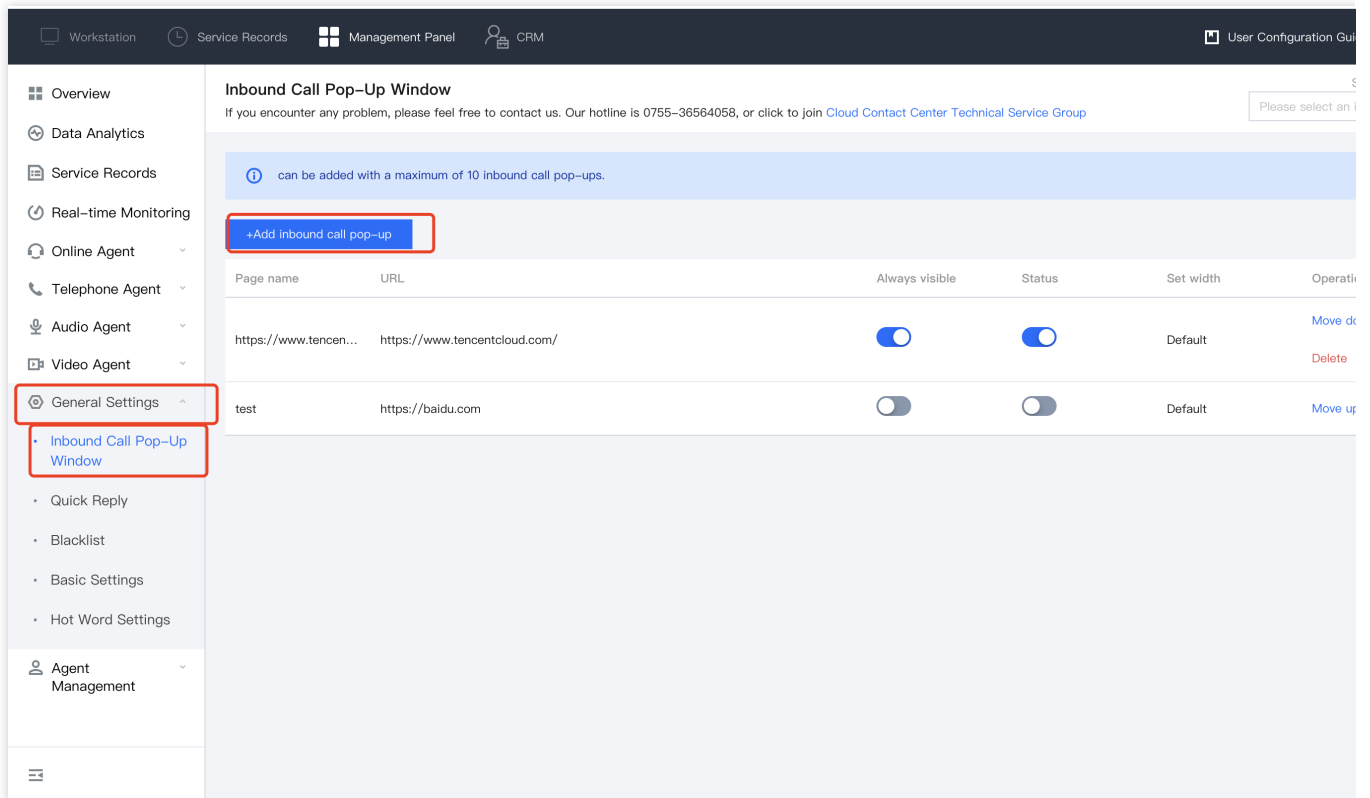 Workstation Service Records Management Panel CRM User Configuration Gui
Overview
Data Analytics
Service Records
Real-time Monitoring
Online Agent
Telephone Agent
Audio Agent
Video Agent
General Settings
Inbound Call Pop-Up
Window
Quick Reply
Blacklist
Basic Settings
Hot Word Settings
Agent
Management
Inbound Call Pop-Up Window
If you encounter any problem, please feel free to contact us. Our hotline is 0755-36564058, or click to join Cloud Contact Center Technical Service Group
Please select an i
can be added with a maximum of 10 inbound call pop-ups.
+Add inbound call pop-up
Page name URL Always visible Status Set width Operati
https://www.tencen... https://www.tencentcloud.com/ Default Move do
Delete
test https://baidu.com Default Move up